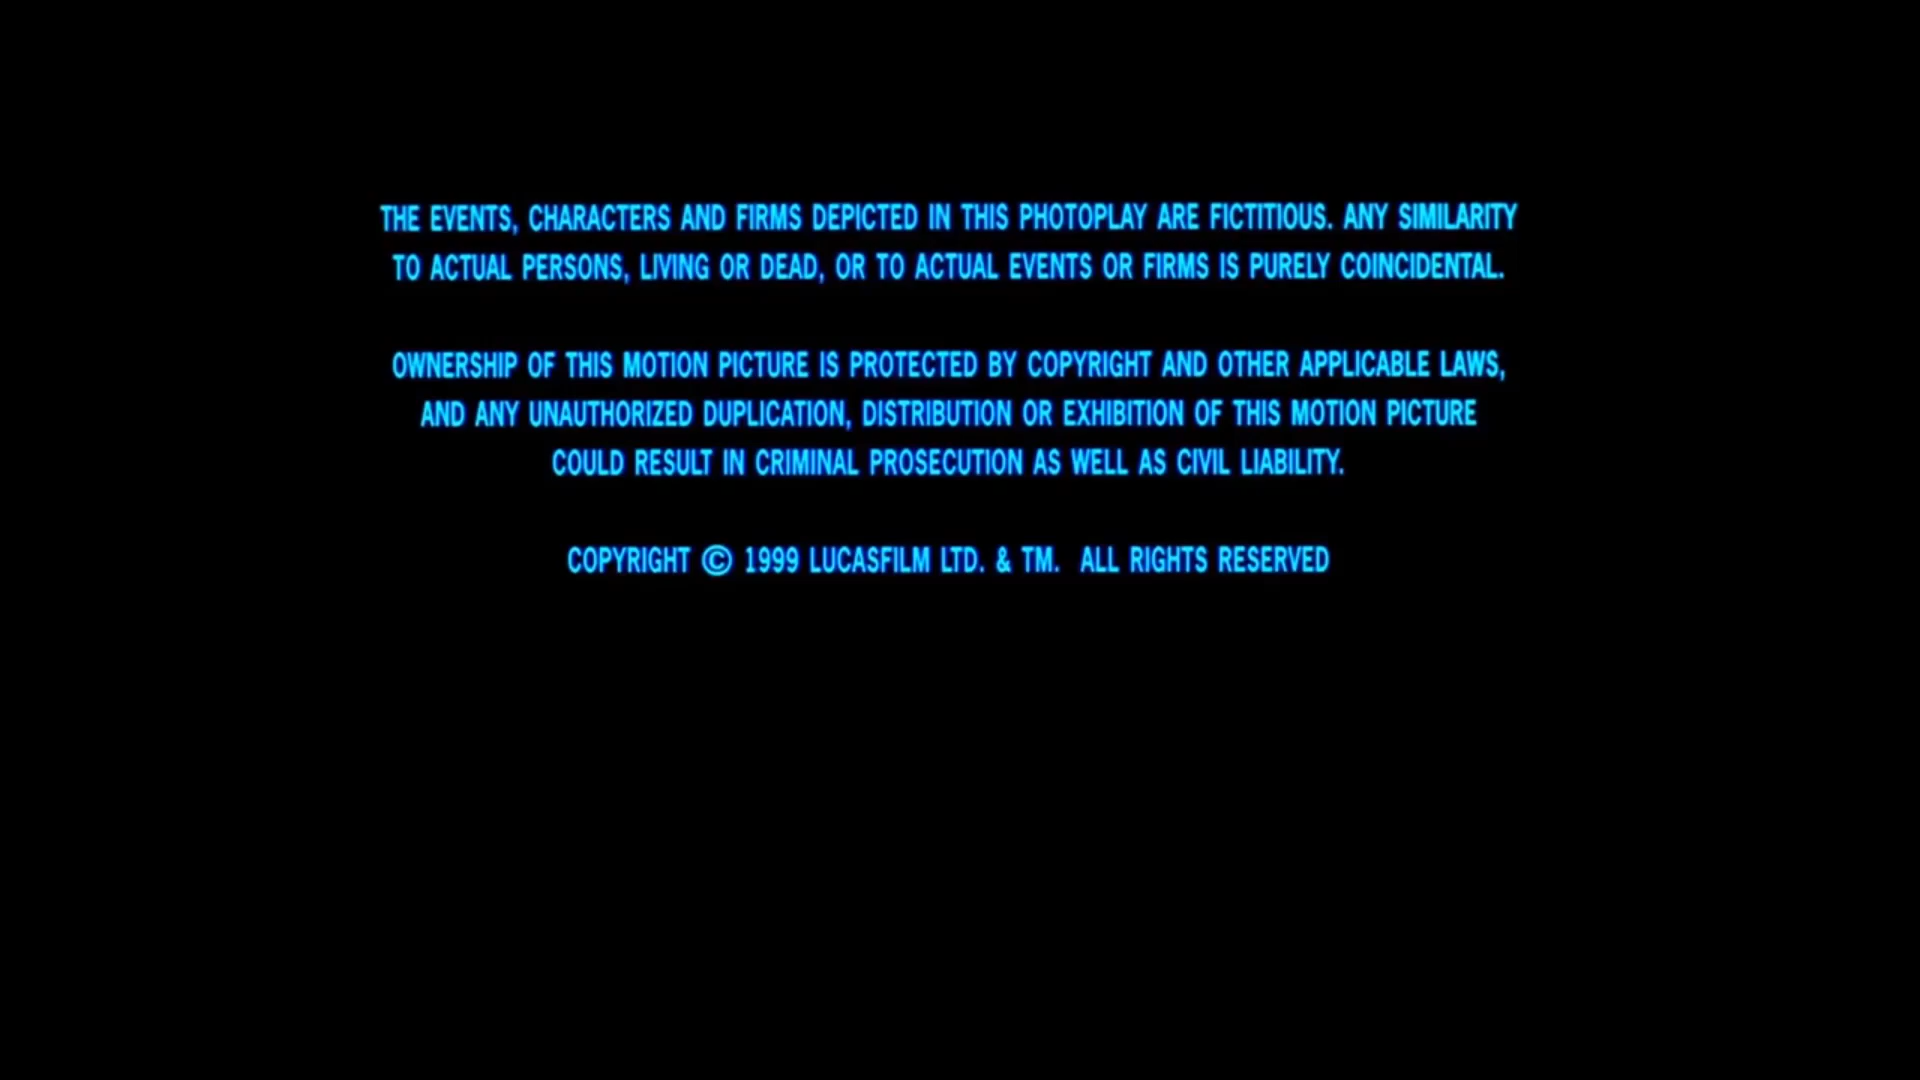 THE EVENTS, CHARACTERS AND FIRMS DEPICTED IN THIS PHOTOPLAY ARE FICTITIOUS. ANY SIMILARITY
TO ACTUAL PERSONS, LIVING OR DEAD, OR TO ACTUAL EVENTS OR FIRMS IS PURELY COINCIDENTAL.
OWNERSHIP OF THIS MOTION PICTURE IS PROTECTED BY COPYRIGHT AND OTHER APPLICABLE LAWS,
AND ANY UNAUTHORIZED DUPLICATION, DISTRIBUTION OR EXHIBITION OF THIS MOTION PICTURE
COULD RESULT IN CRIMINAL PROSECUTION AS WELL AS CIVIL LIABILITY.
COPYRIGHT © 1999 LUCASFILM LTD. & TM. ALL RIGHTS RESERVED